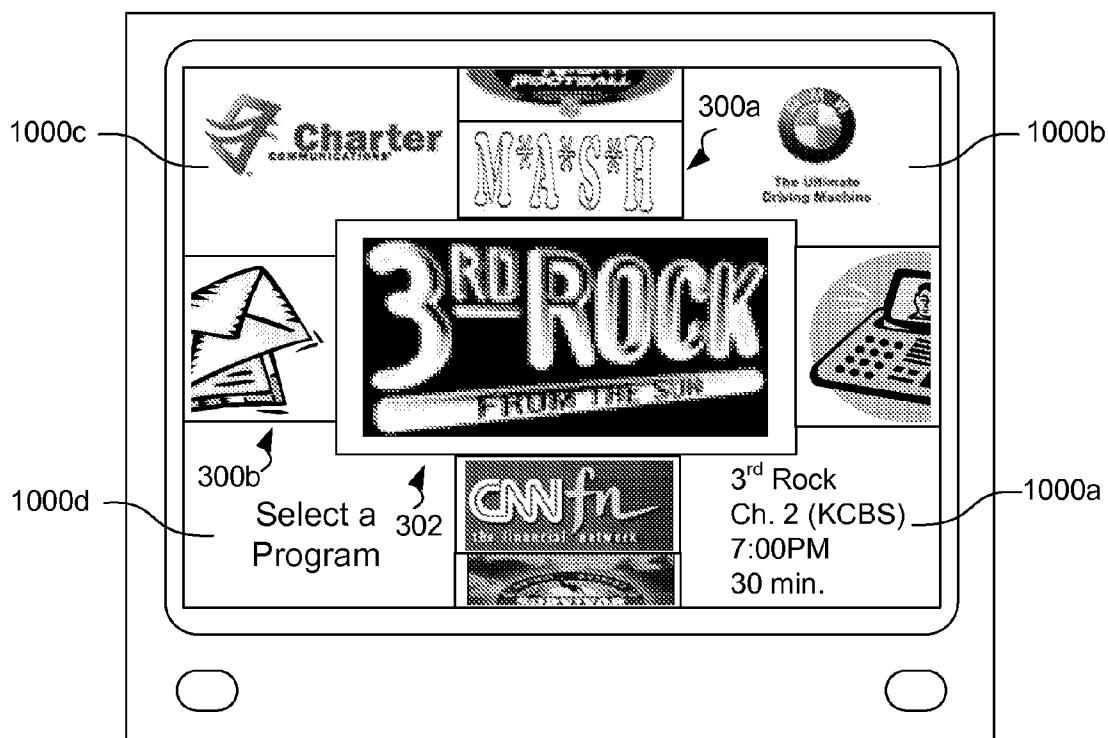 FOOTBALL
1000c
Charter
COMMUNICATIONS
M*A*S*H
300a
The Ultimate
Driving Machine
1000b
3RD ROCK
FROM THE SUN
300b
302
1000d
Select a
Program
CNNfn
the financial network
3rd Rock
Ch. 2 (KCBS)
7:00PM
30 min.
1000a